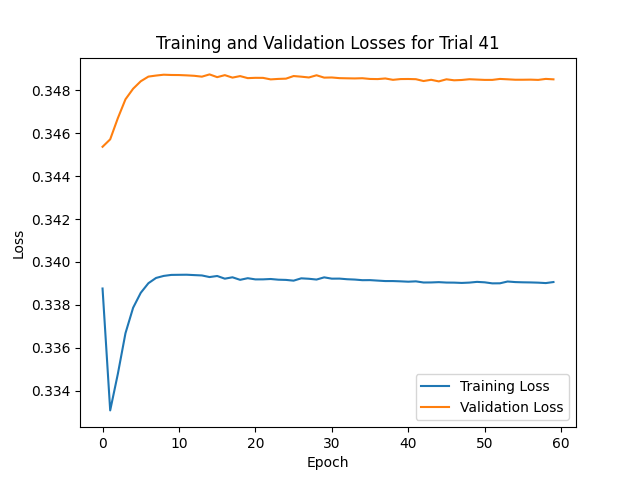 Training and Validation Losses for Trial 41
0.348
0.346
0.344
0.342
0.340
0.338
0.336
0.334
Loss
Training Loss
Validation Loss
0 10 20 30 40 50 60
Epoch